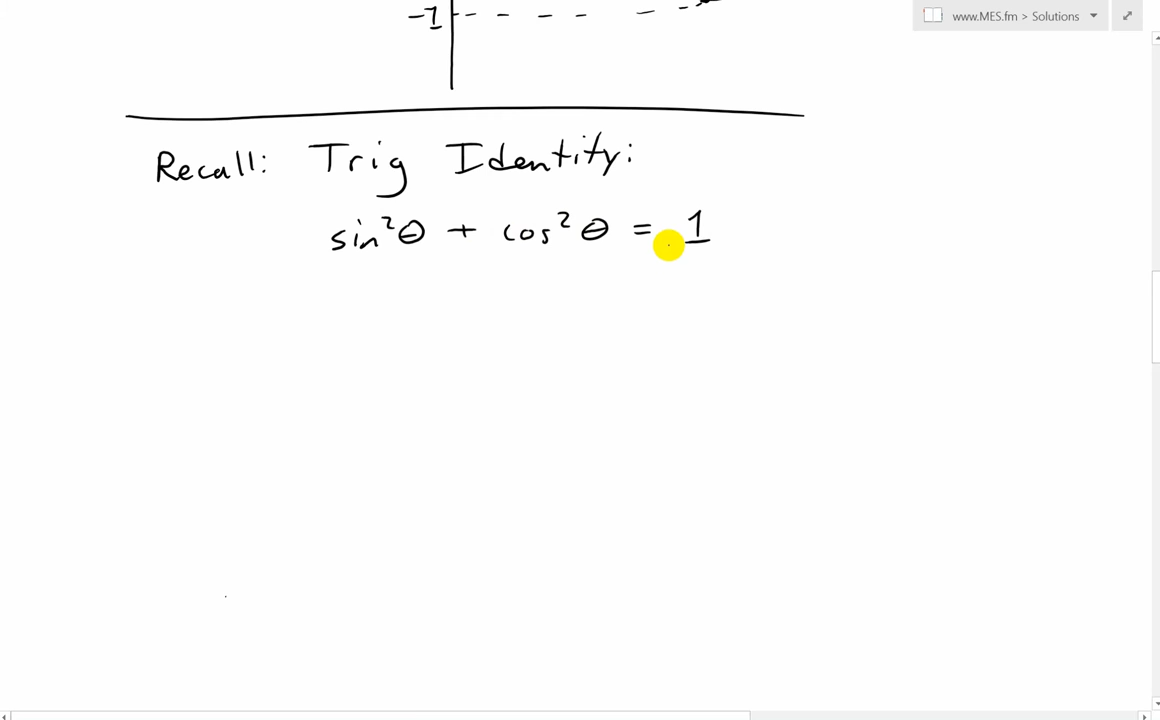 www.MES.fm > Solutions
-1
Recall: Trig Identity:
sin²θ + cos²θ = 1